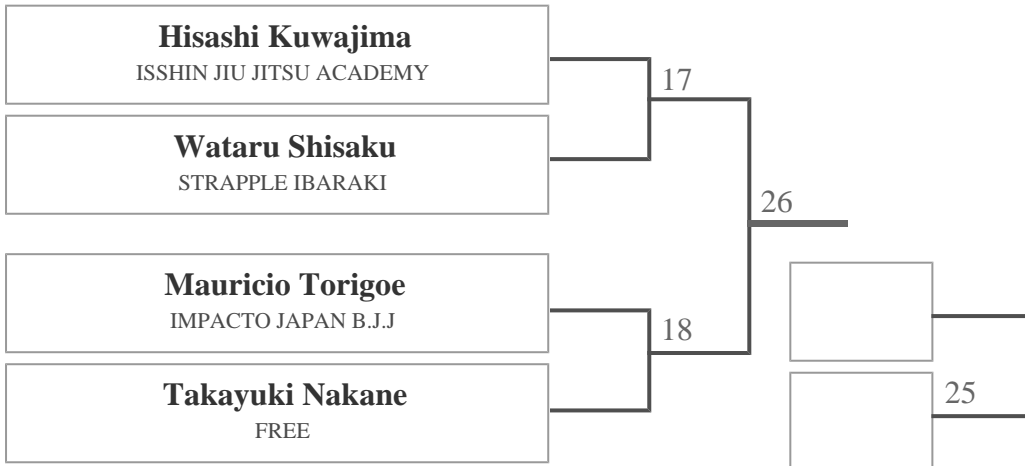 Hisashi Kuwajima
ISSHIN JIU JITSU ACADEMY
17
Wataru Shisaku
STRAPPLE IBARAKI
26
Mauricio Torigoe
IMPACTO JAPAN B.J.J
18
Takayuki Nakane
FREE
25